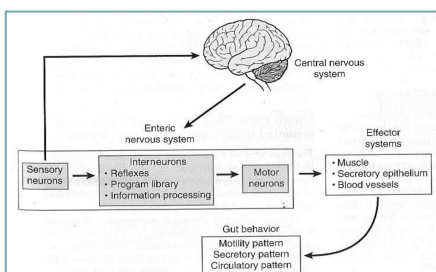 Central nervous
system
Enteric
nervous system
Effector
systems
Sensory
neurons
Interneurons
• Reflexes
• Program library
• Information processing
Motor
neurons
• Muscle
• Secretory epithelium
• Blood vessels
Gut behavior
Motility pattern
Secretory pattern
Circulatory pattern